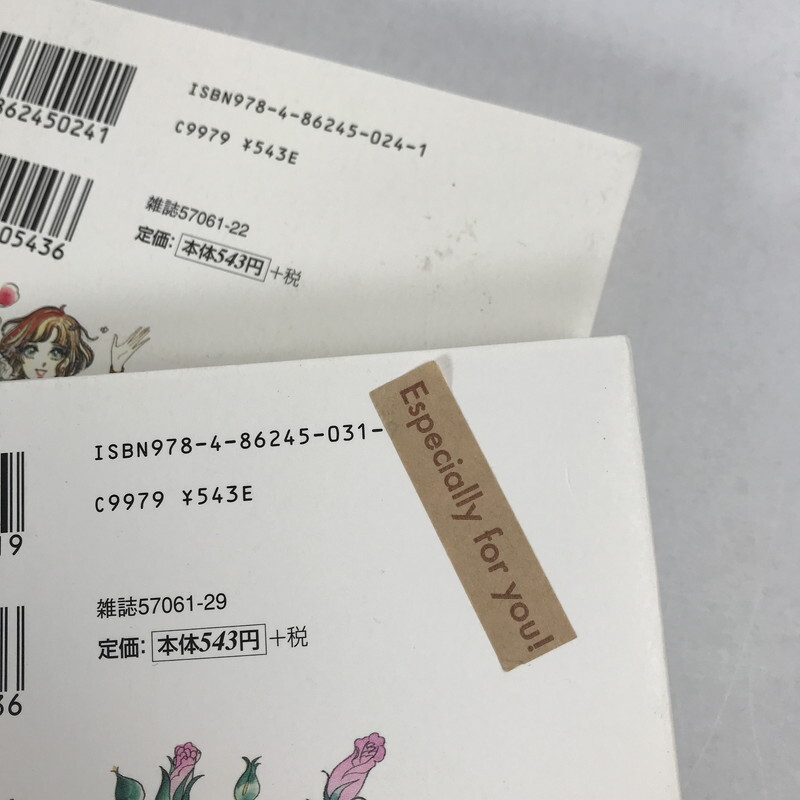 ISBN978-4-86245-024-1
862450241
C9979 ¥543E
雑誌57061-22
05436
定価:本体543円+税
ISBN978-4-86245-031-
Especially for you!
C9979 ¥543E
19
雑誌57061-29
定価:本体543円+税
36